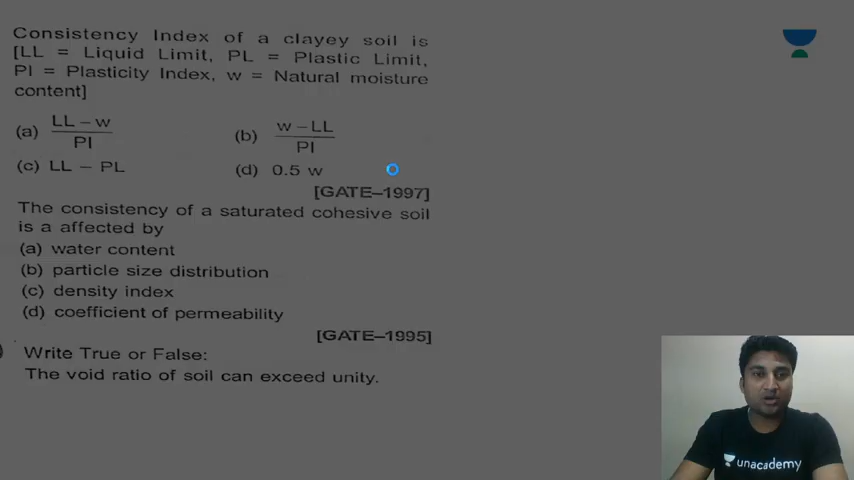 Consistency Index of a clayey soil is
[LL = Liquid Limit, PL = Plastic Limit,
PI = Plasticity Index, w = Natural moisture
content]
(a) LL – w / PI (b) w – LL / PI
(c) LL – PL (d) 0.5 w
[GATE–1997]
The consistency of a saturated cohesive soil
is a affected by
(a) water content
(b) particle size distribution
(c) density index
(d) coefficient of permeability
[GATE–1995]
Write True or False:
The void ratio of soil can exceed unity.
unacademy